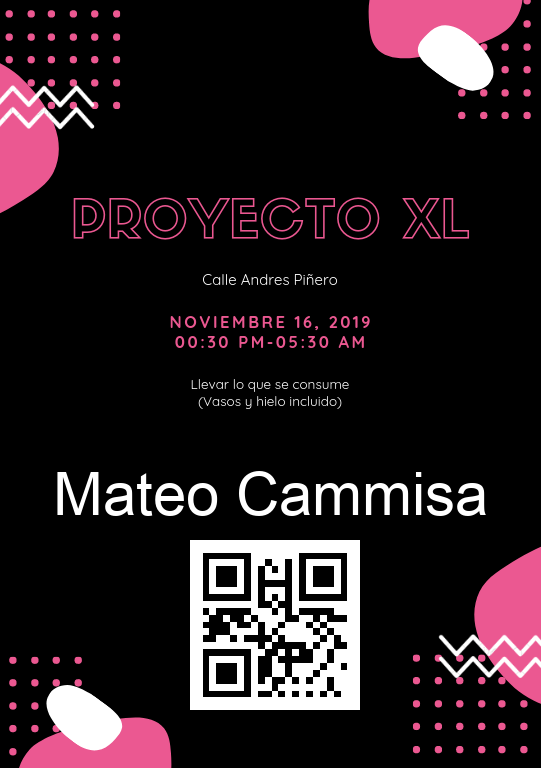 PROYECTO XL
Calle Andres Piñero
NOVIEMBRE 16, 2019
00:30 PM-05:30 AM
Llevar lo que se consume
(Vasos y hielo incluido)
Mateo Cammisa